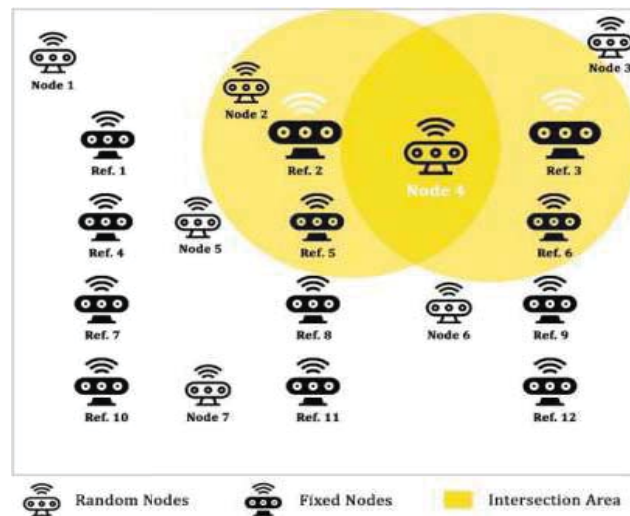 Node 1
Node 2
Node 3
Ref. 1
Ref. 2
Node 4
Ref. 3
Ref. 4
Node 5
Ref. 5
Ref. 6
Ref. 7
Ref. 8
Node 6
Ref. 9
Ref. 10
Node 7
Ref. 11
Ref. 12
Random Nodes
Fixed Nodes
Intersection Area